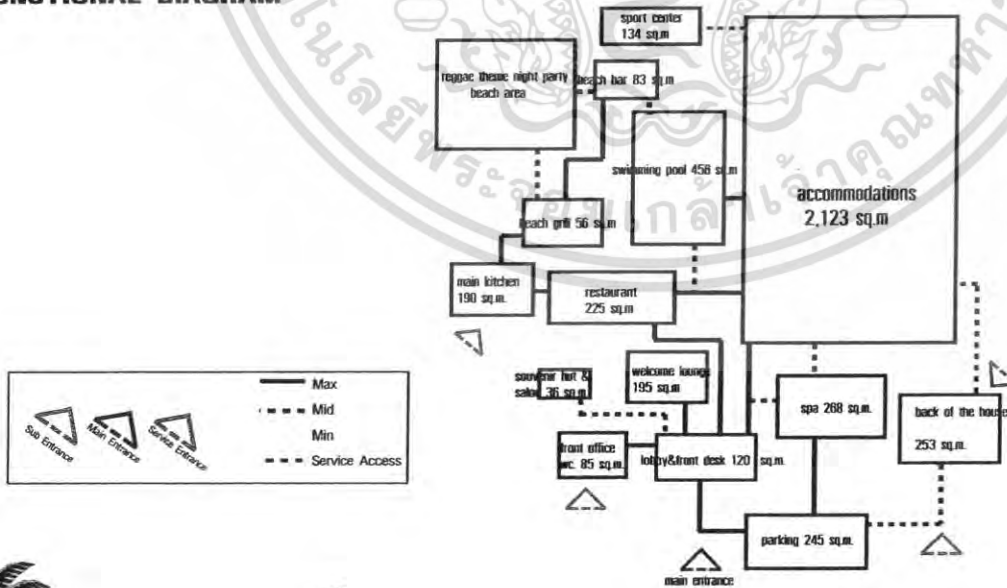 FUNCTIONAL DIAGRAM
sport center
134 sq.m
reggae theme night party
beach area
beach bar 83 sq.m
swimming pool 456 sq.m
accommodations
2,123 sq.m
beach grill 56 sq.m
main kitchen
190 sq.m.
restaurant
225 sq.m
souvenir hut &
salon 36 sq.m
welcome lounge
195 sq.m
spa 268 sq.m.
back of the house
253 sq.m.
front office
wc. 85 sq.m.
lobby&front desk 120 sq.m.
parking 245 sq.m.
main entrance
Sub Entrance
Main Entrance
Service Entrance
Max
Mid
Min
Service Access